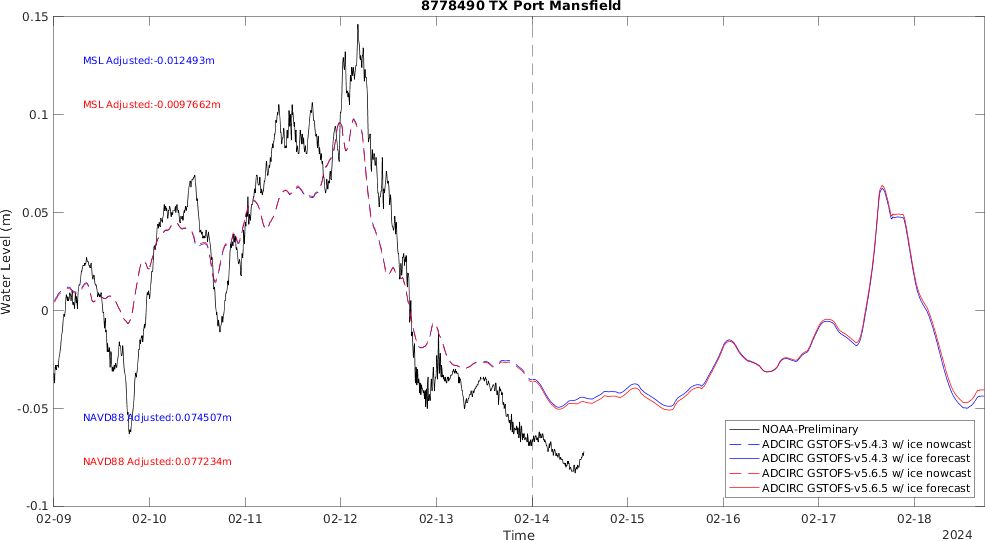 8778490 TX Port Mansfield
0.15
MSL Adjusted:-0.012493m
MSL Adjusted:-0.0097662m
0.1
0.05
Water Level (m)
0
-0.05
NAVD88 Adjusted:0.074507m
NAVD88 Adjusted:0.077234m
-0.1
NOAA-Preliminary
ADCIRC GSTOFS-v5.4.3 w/ ice nowcast
ADCIRC GSTOFS-v5.4.3 w/ ice forecast
ADCIRC GSTOFS-v5.6.5 w/ ice nowcast
ADCIRC GSTOFS-v5.6.5 w/ ice forecast
02-09 02-10 02-11 02-12 02-13 02-14 02-15 02-16 02-17 02-18
Time
2024